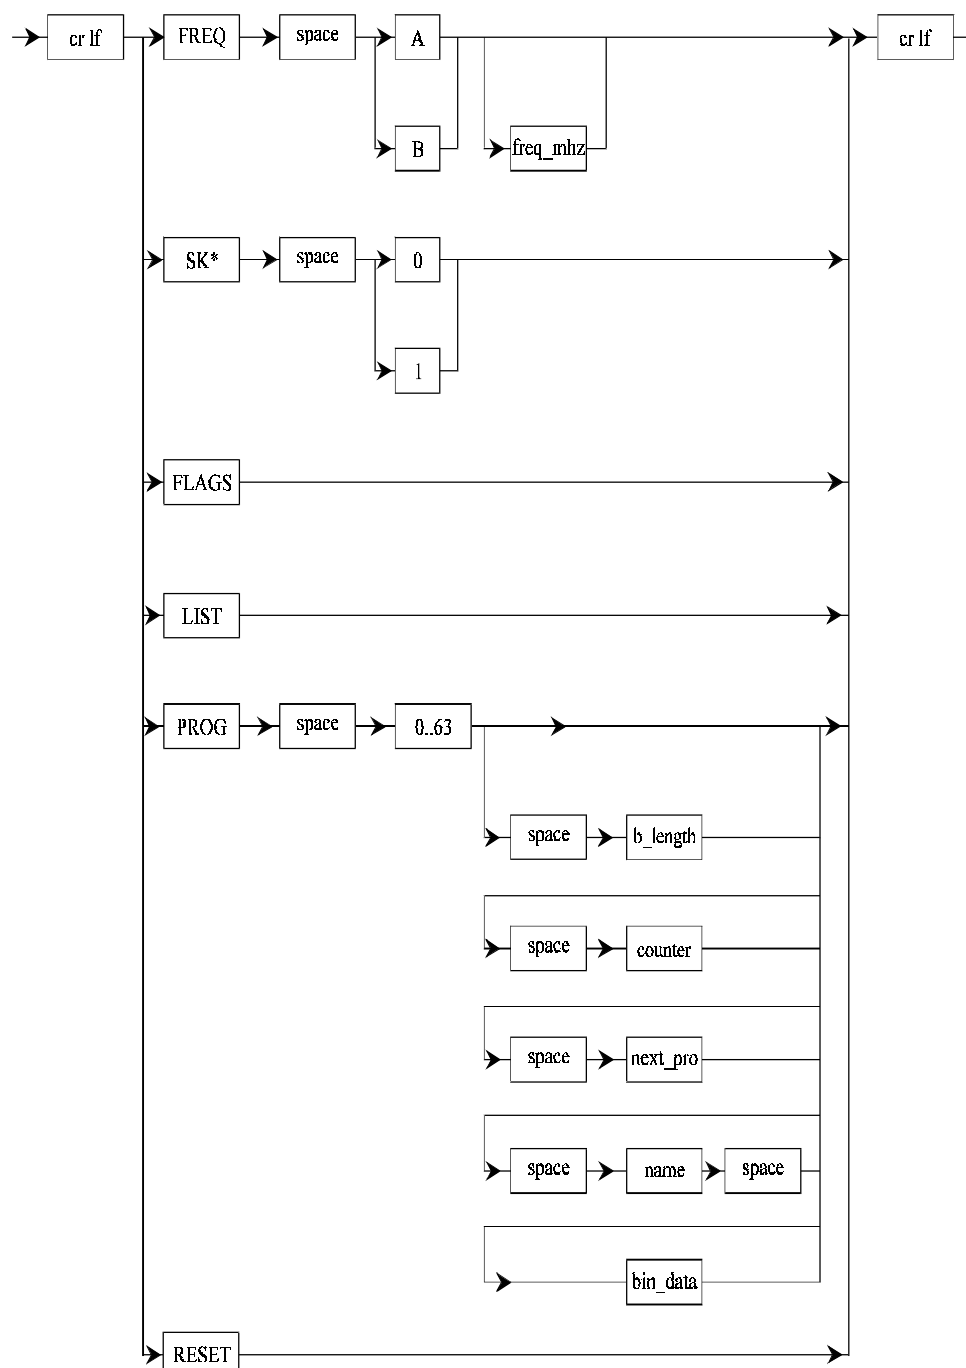 cr lf FREQ space A cr lf
B freq_mhz
SK* space 0
1
FLAGS
LIST
PROG space 0..63
space b_length
space counter
space next_pro
space name space
bin_data
RESET